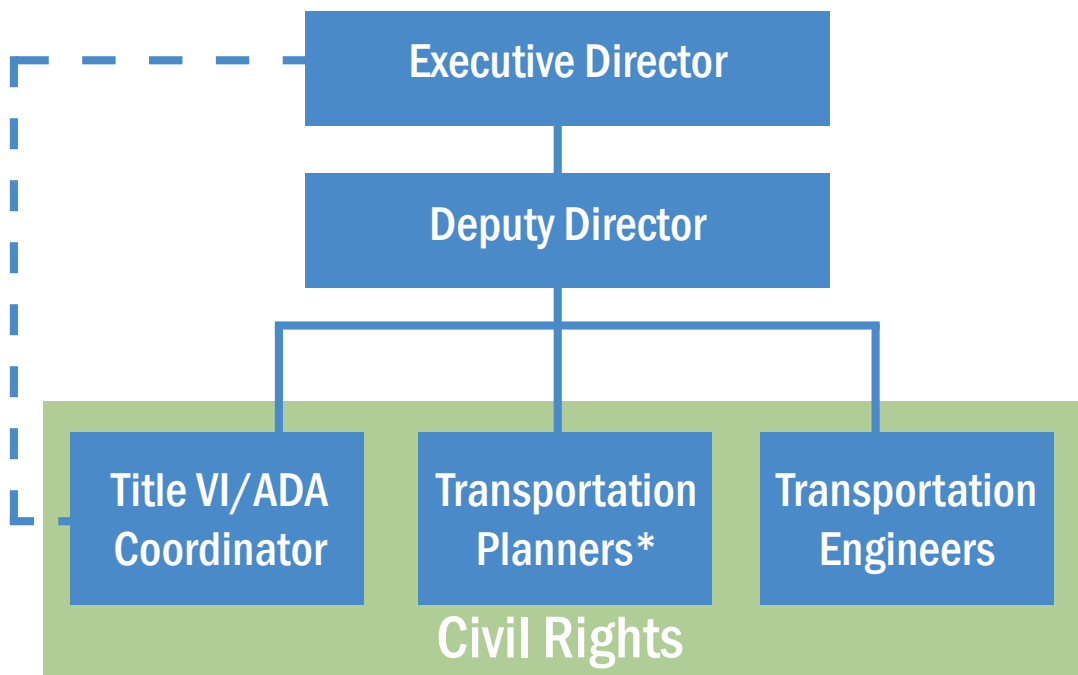 Executive Director
Deputy Director
Title VI/ADA
Coordinator
Transportation
Planners*
Transportation
Engineers
Civil Rights